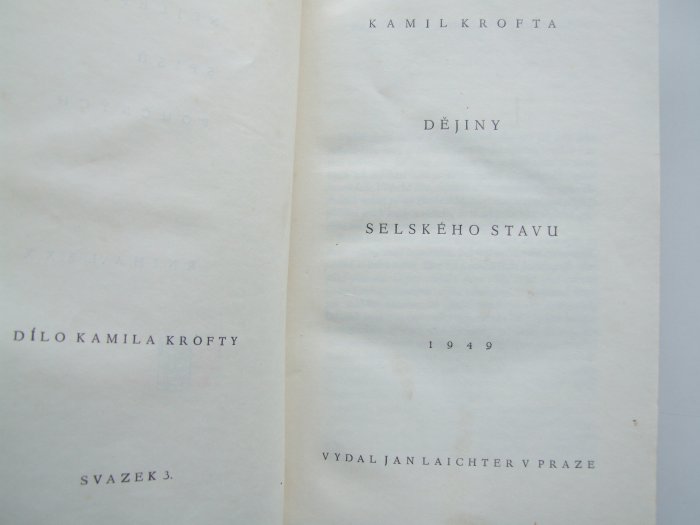 DÍLO KAMILA KROFTY
SVAZEK 3.
KAMIL KROFTA
DĚJINY
SELSKÉHO STAVU
1949
VYDAL JAN LAICHTER V PRAZE